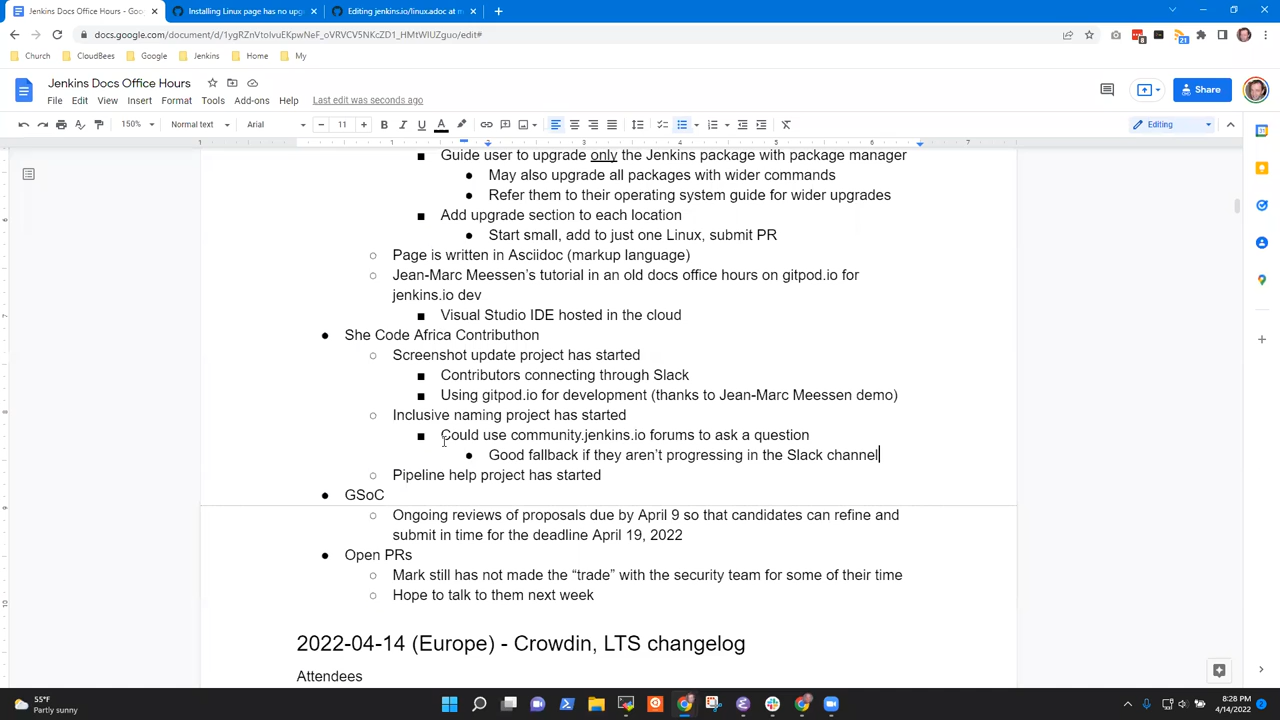 Jenkins Docs Office Hours - Goo
Installing Linux page has no upg
Editing jenkins.io/linux.adoc at m
docs.google.com/document/d/1ygRZnVtoIvuEKpwNeF_oVRVCV5NKcZD1_HMtWIUZguo/edit#
Church
CloudBees
Google
Jenkins
Home
My
Jenkins Docs Office Hours
File Edit View Insert Format Tools Add-ons Help Last edit was seconds ago
Share
150% Normal text Arial 11 Editing
Guide user to upgrade only the Jenkins package with package manager
May also upgrade all packages with wider commands
Refer them to their operating system guide for wider upgrades
Add upgrade section to each location
Start small, add to just one Linux, submit PR
Page is written in Asciidoc (markup language)
Jean-Marc Meessen's tutorial in an old docs office hours on gitpod.io for
jenkins.io dev
Visual Studio IDE hosted in the cloud
She Code Africa Contributhon
Screenshot update project has started
Contributors connecting through Slack
Using gitpod.io for development (thanks to Jean-Marc Meessen demo)
Inclusive naming project has started
Could use community.jenkins.io forums to ask a question
Good fallback if they aren't progressing in the Slack channel
Pipeline help project has started
GSoC
Ongoing reviews of proposals due by April 9 so that candidates can refine and
submit in time for the deadline April 19, 2022
Open PRs
Mark still has not made the “trade” with the security team for some of their time
Hope to talk to them next week
2022-04-14 (Europe) - Crowdin, LTS changelog
Attendees
55°F
Partly sunny
8:28 PM
4/14/2022